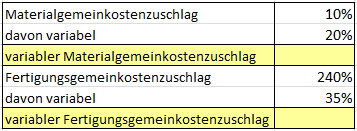 Materialgemeinkostenzuschlag 10%
davon variabel 20%
variabler Materialgemeinkostenzuschlag
Fertigungsgemeinkostenzuschlag 240%
davon variabel 35%
variabler Fertigungsgemeinkostenzuschlag